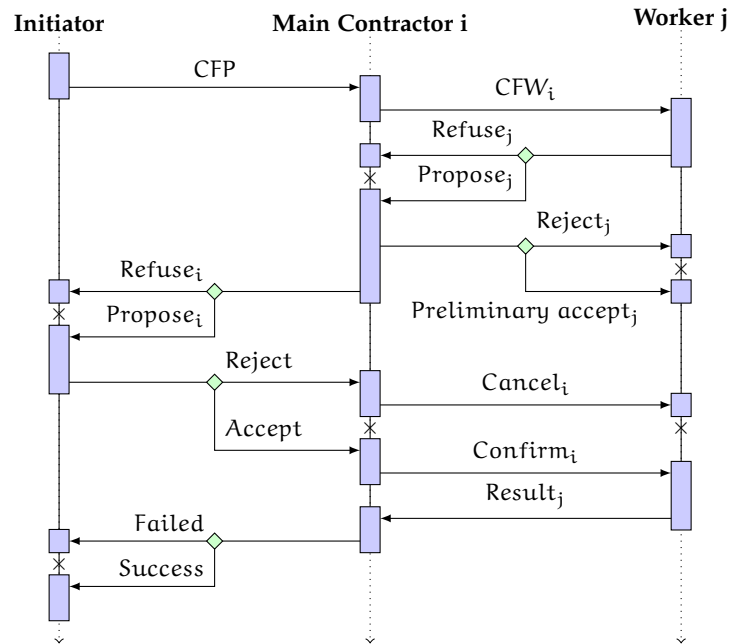 Initiator
Main Contractor i
Worker j
CFP
CFWᵢ
Refuseⱼ
Proposeⱼ
Rejectⱼ
Refuseᵢ
Preliminary acceptⱼ
Proposeᵢ
Reject
Cancelᵢ
Accept
Confirmᵢ
Resultⱼ
Failed
Success